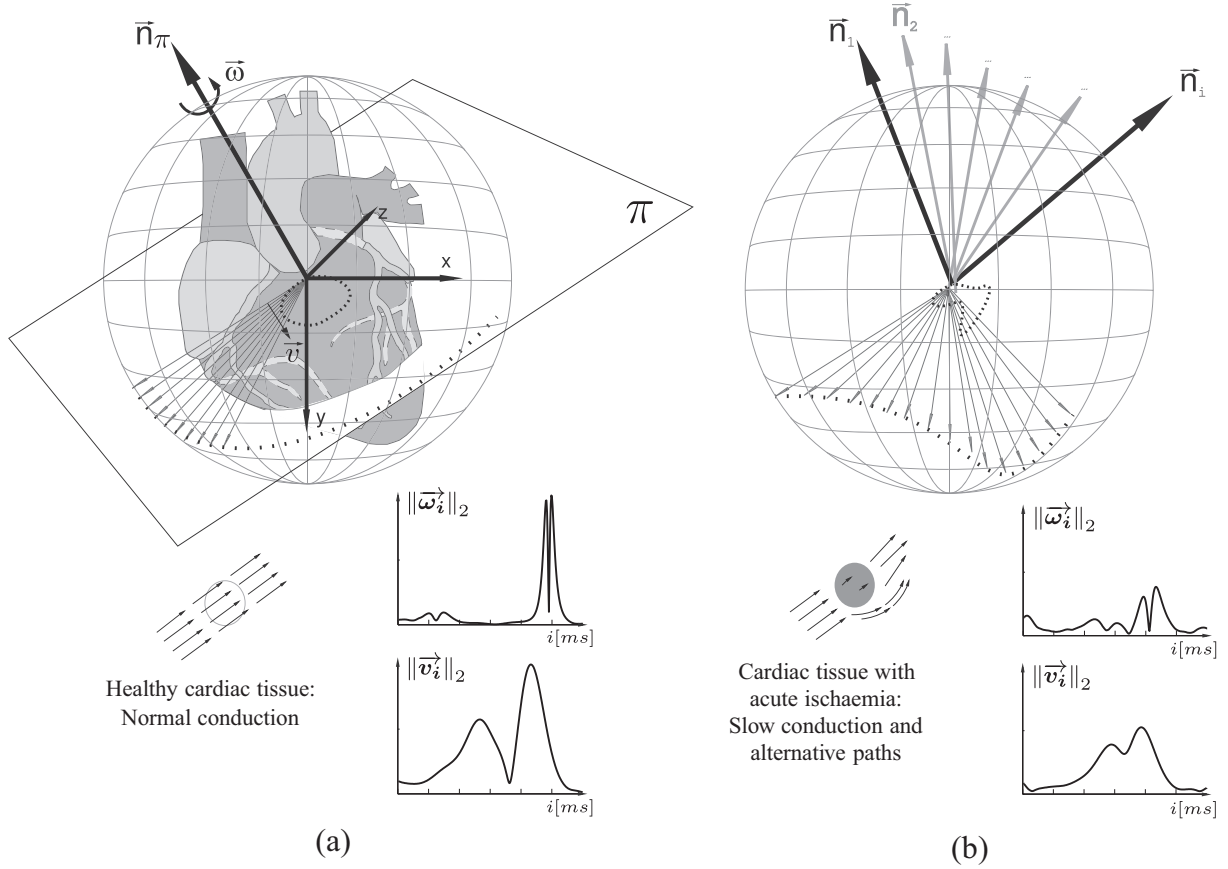 n⃗π
ω⃗
π
z
x
v⃗
y
‖ω⃗ᵢ‖₂
i[ms]
‖v⃗ᵢ‖₂
i[ms]
Healthy cardiac tissue:
Normal conduction
(a)
n⃗₁
n⃗₂
...
...
...
...
n⃗ᵢ
‖ω⃗ᵢ‖₂
i[ms]
‖v⃗ᵢ‖₂
i[ms]
Cardiac tissue with
acute ischaemia:
Slow conduction and
alternative paths
(b)